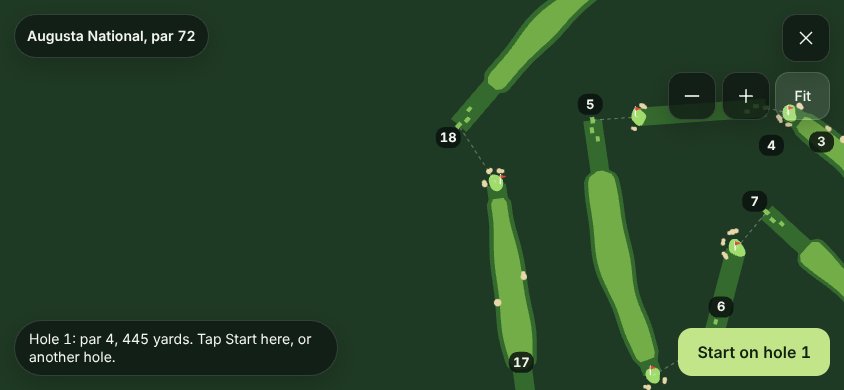 Augusta National, par 72
Fit
5
18
4
3
7
6
Hole 1: par 4, 445 yards. Tap Start here, or
another hole.
Start on hole 1
17